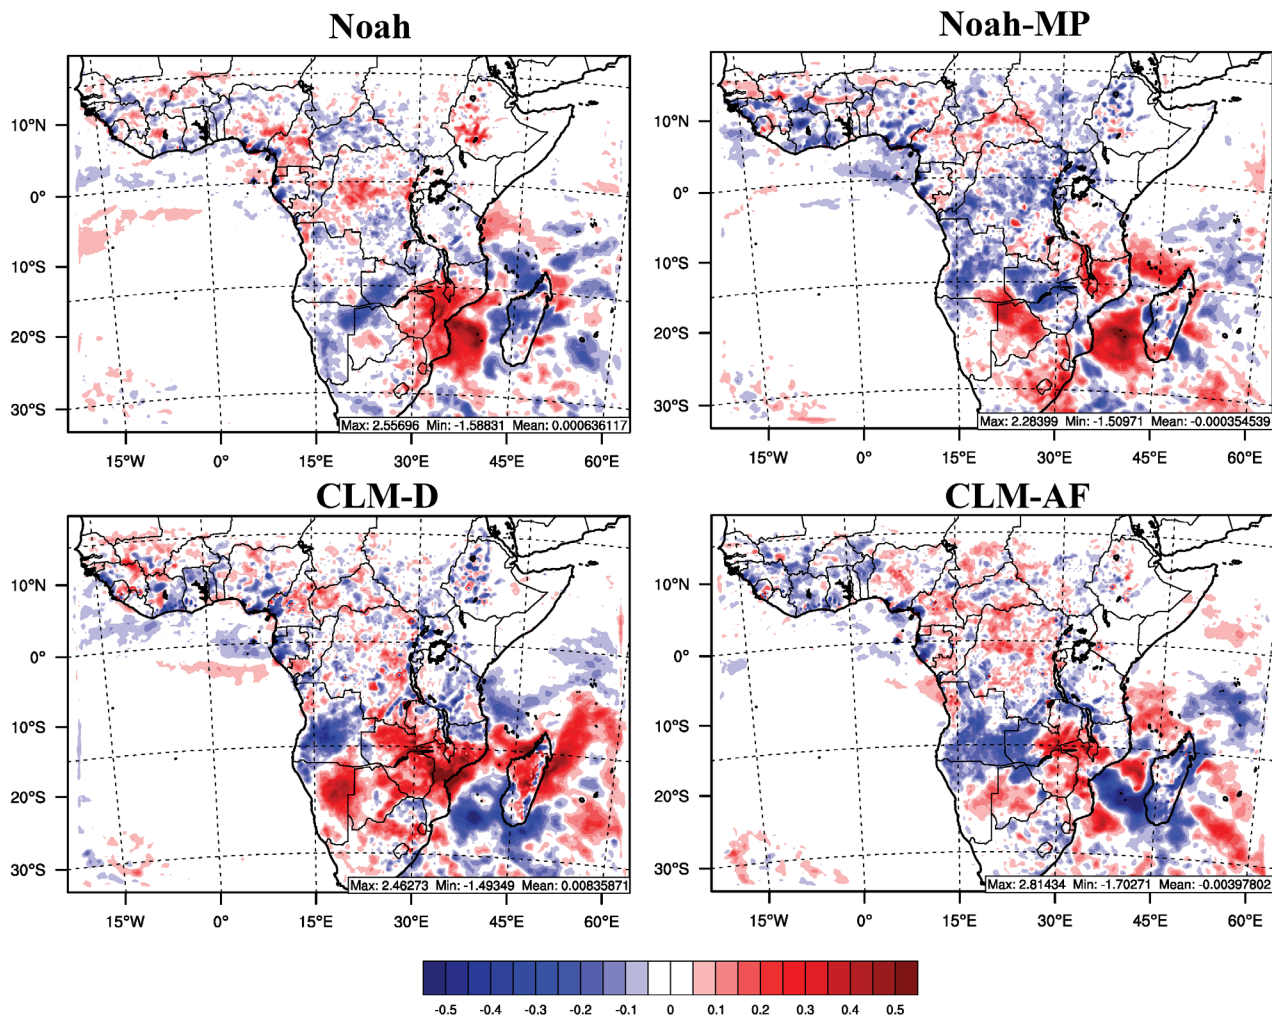 Noah
Noah-MP
10°N
0°
10°S
20°S
30°S
Max: 2.55696 Min: -1.58831 Mean: 0.000636117
15°W 0° 15°E 30°E 45°E 60°E
10°N
0°
10°S
20°S
30°S
Max: 2.28399 Min: -1.50971 Mean: -0.000354539
15°W 0° 15°E 30°E 45°E 60°E
CLM-D
CLM-AF
10°N
0°
10°S
20°S
30°S
Max: 2.46273 Min: -1.49349 Mean: 0.00835871
15°W 0° 15°E 30°E 45°E 60°E
10°N
0°
10°S
20°S
30°S
Max: 2.81434 Min: -1.70271 Mean: -0.00397802
15°W 0° 15°E 30°E 45°E 60°E
-0.5 -0.4 -0.3 -0.2 -0.1 0 0.1 0.2 0.3 0.4 0.5